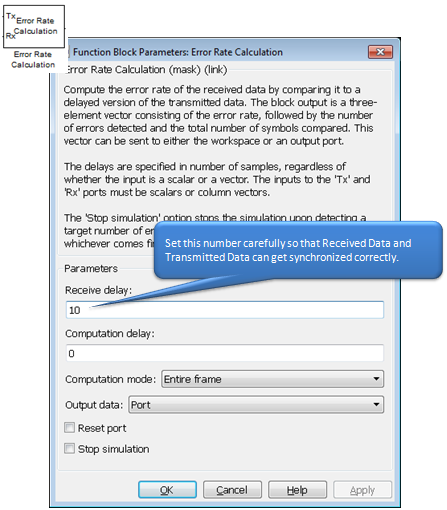 Tx
Error Rate
Calculation
Rx
Error Rate
Calculation
Function Block Parameters: Error Rate Calculation
Error Rate Calculation (mask) (link)
Compute the error rate of the received data by comparing it to a
delayed version of the transmitted data. The block output is a three-
element vector consisting of the error rate, followed by the number
of errors detected and the total number of symbols compared. This
vector can be sent to either the workspace or an output port.
The delays are specified in number of samples, regardless of
whether the input is a scalar or a vector. The inputs to the 'Tx' and
'Rx' ports must be scalars or column vectors.
The 'Stop simulation' option stops the simulation upon detecting a
target number of er
whichever comes fi
Set this number carefully so that Received Data and
Transmitted Data can get synchronized correctly.
Parameters
Receive delay:
10
Computation delay:
0
Computation mode: Entire frame
Output data: Port
Reset port
Stop simulation
OK Cancel Help Apply